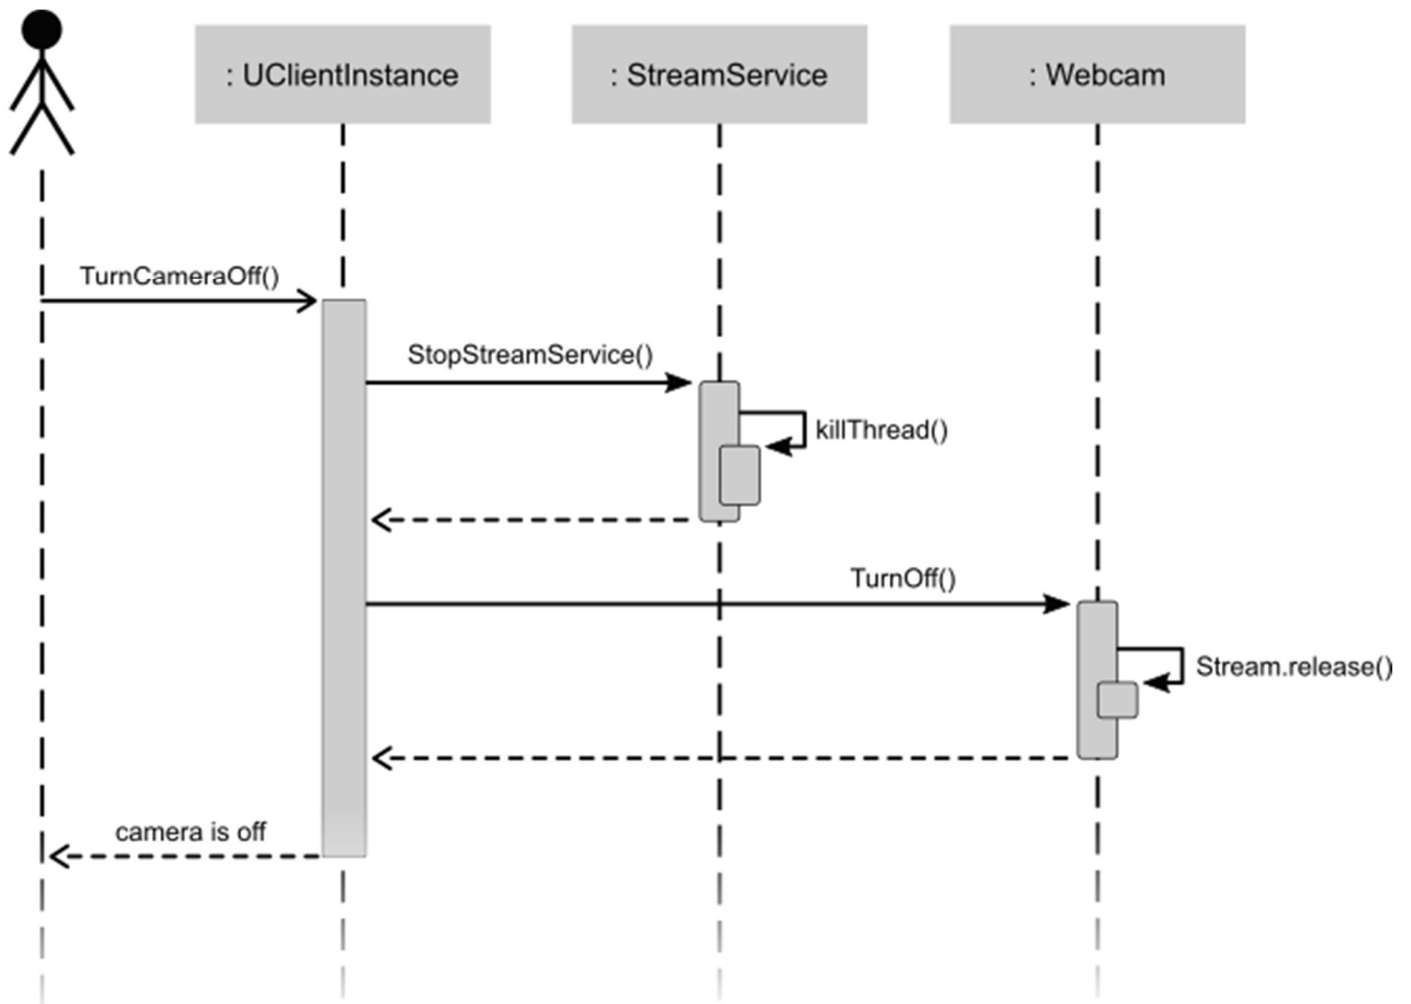 : UClientInstance
: StreamService
: Webcam
TurnCameraOff()
StopStreamService()
killThread()
TurnOff()
Stream.release()
camera is off